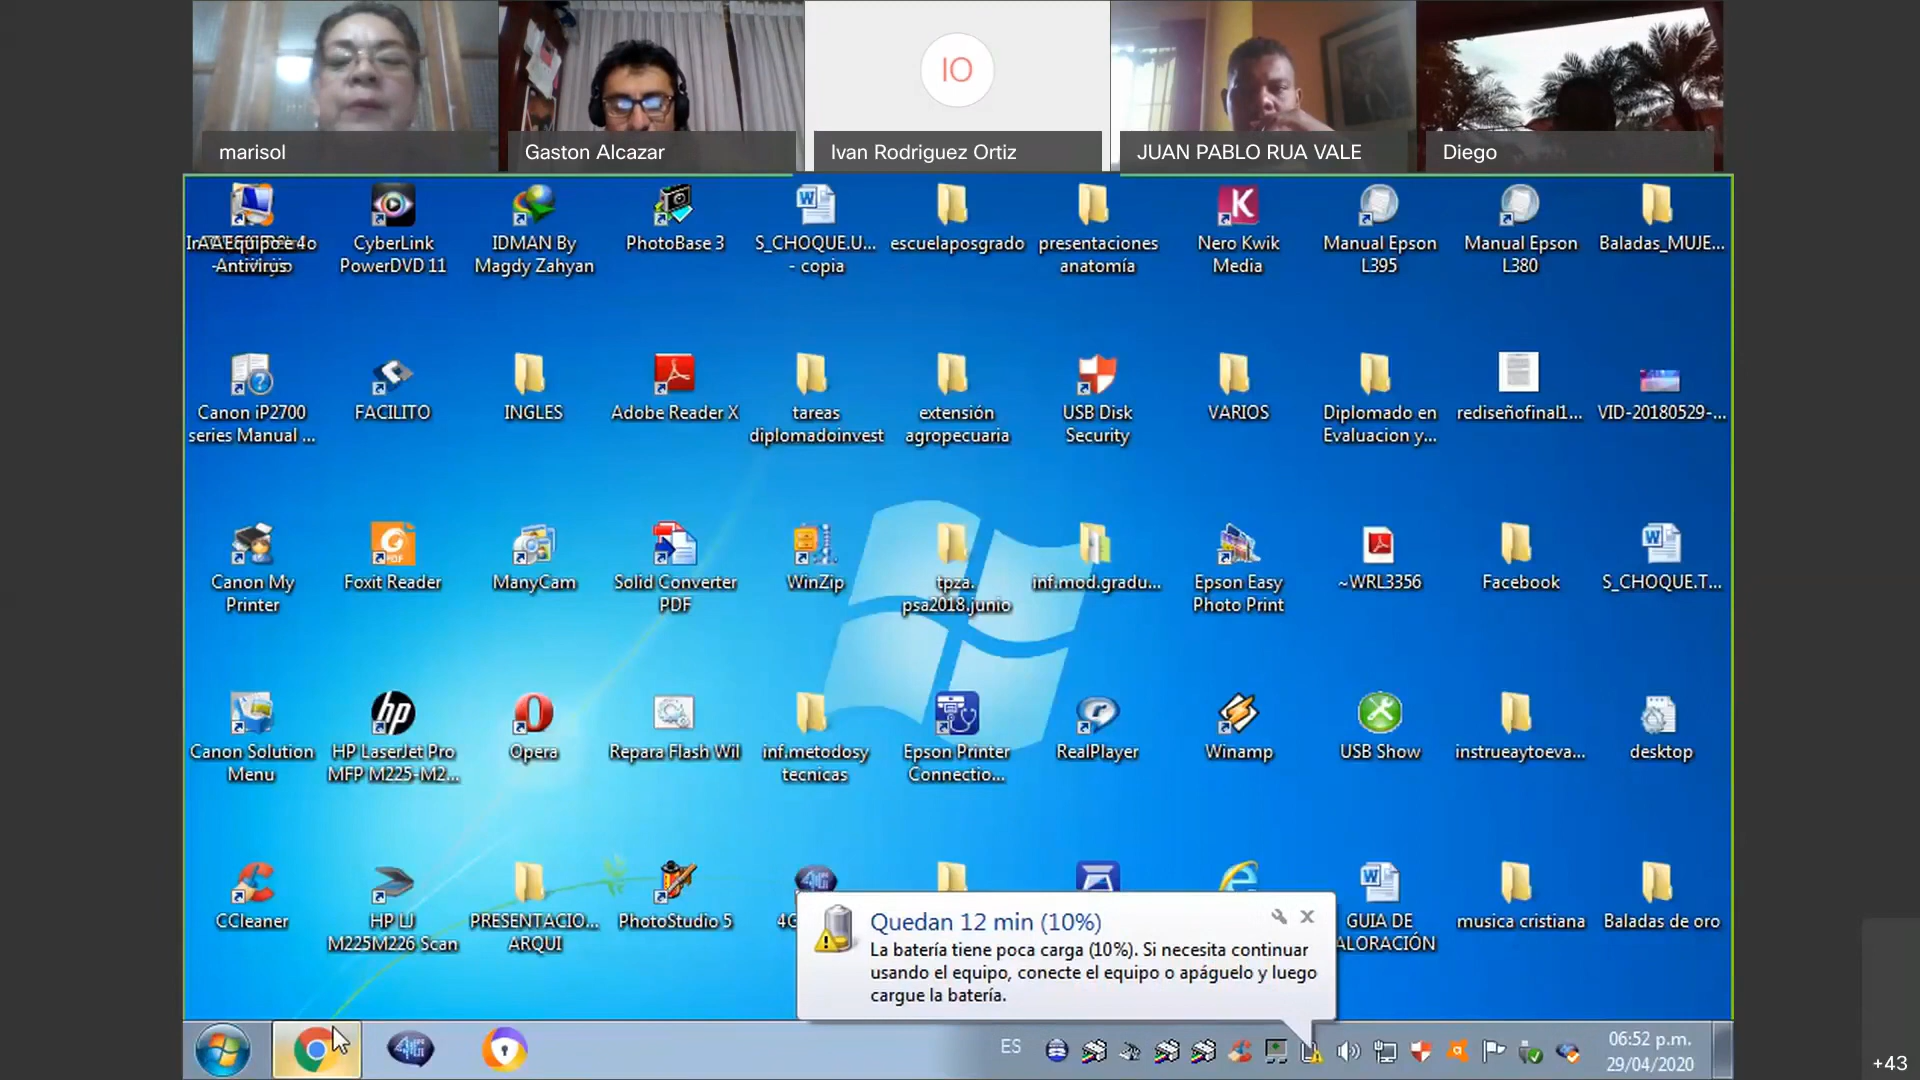 marisol
Gaston Alcazar
IO
Ivan Rodriguez Ortiz
JUAN PABLO RUA VALE
Diego
Antivirus
CyberLink
PowerDVD 11
IDMAN By
Magdy Zahyan
PhotoBase 3
S_CHOQUE.U...
- copia
escuelaposgrado
presentaciones
anatomía
Nero Kwik
Media
Manual Epson
L395
Manual Epson
L380
Baladas_MUJE...
Canon iP2700
series Manual ...
FACILITO
INGLES
Adobe Reader X
tareas
diplomadoinvest
extensión
agropecuaria
USB Disk
Security
VARIOS
Diplomado en
Evaluacion y...
rediseñofinal1...
VID-20180529-...
Canon My
Printer
Foxit Reader
ManyCam
Solid Converter
PDF
WinZip
tpza.
psa2018.junio
inf.mod.gradu...
Epson Easy
Photo Print
~WRL3356
Facebook
S_CHOQUE.T...
Canon Solution
Menu
hp
HP LaserJet Pro
MFP M225-M2...
Opera
Repara Flash Wil
inf.metodosy
tecnicas
Epson Printer
Connectio...
RealPlayer
Winamp
USB Show
instrueaytoeva...
desktop
CCleaner
HP LJ
M225M226 Scan
PRESENTACIO...
ARQUI
PhotoStudio 5
4G
GUIA DE
ALORACIÓN
musica cristiana
Baladas de oro
Quedan 12 min (10%)
La batería tiene poca carga (10%). Si necesita continuar
usando el equipo, conecte el equipo o apáguelo y luego
cargue la batería.
ES
06:52 p.m.
29/04/2020
+43